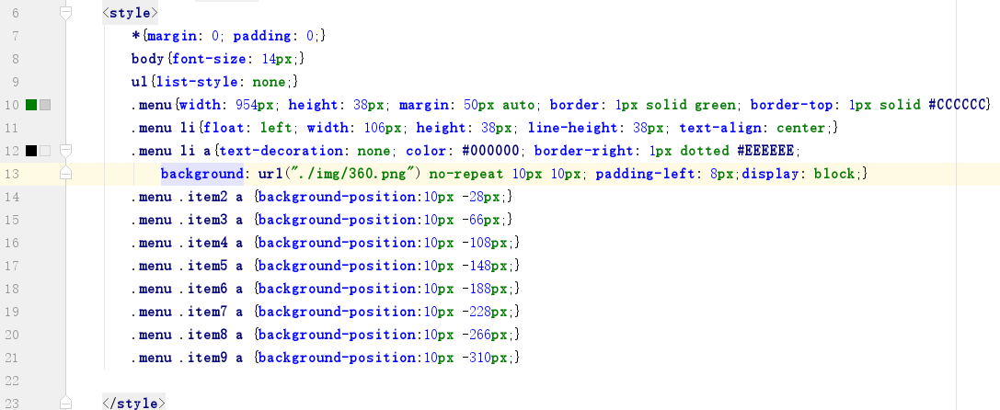 6 <style>
7 *{margin: 0; padding: 0;}
8 body{font-size: 14px;}
9 ul{list-style: none;}
10 .menu{width: 954px; height: 38px; margin: 50px auto; border: 1px solid green; border-top: 1px solid #CCCCCC}
11 .menu li{float: left; width: 106px; height: 38px; line-height: 38px; text-align: center;}
12 .menu li a{text-decoration: none; color: #000000; border-right: 1px dotted #EEEEEE;
13 background: url("./img/360.png") no-repeat 10px 10px; padding-left: 8px;display: block;}
14 .menu .item2 a {background-position:10px -28px;}
15 .menu .item3 a {background-position:10px -66px;}
16 .menu .item4 a {background-position:10px -108px;}
17 .menu .item5 a {background-position:10px -148px;}
18 .menu .item6 a {background-position:10px -188px;}
19 .menu .item7 a {background-position:10px -228px;}
20 .menu .item8 a {background-position:10px -266px;}
21 .menu .item9 a {background-position:10px -310px;}
22
23 </style>